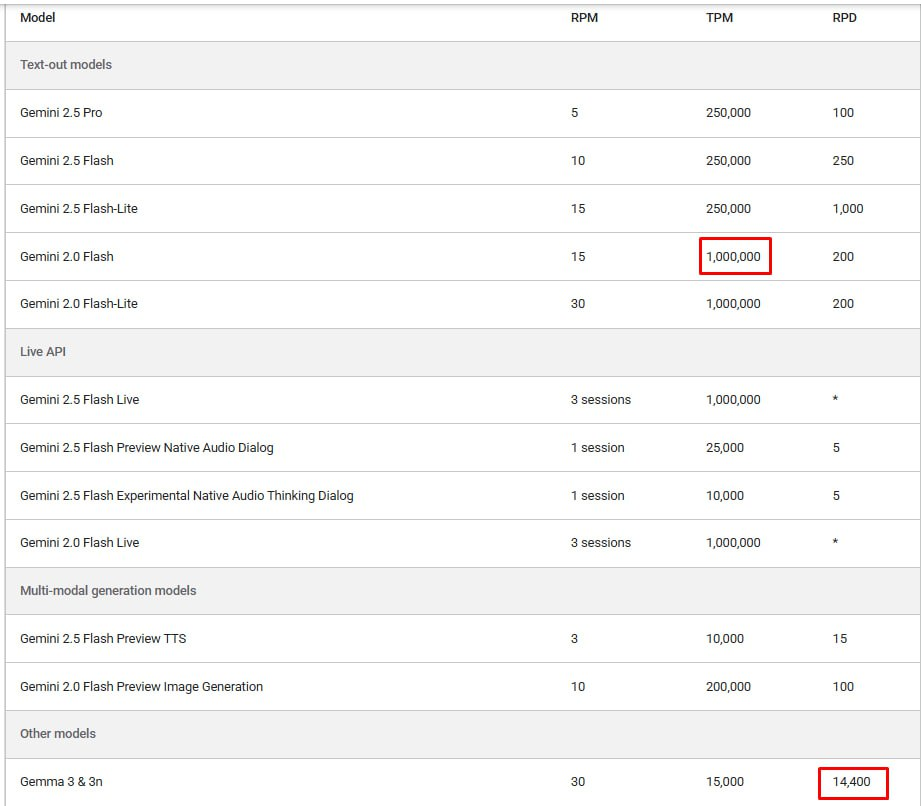 Model RPM TPM RPD
Text-out models
Gemini 2.5 Pro 5 250,000 100
Gemini 2.5 Flash 10 250,000 250
Gemini 2.5 Flash-Lite 15 250,000 1,000
Gemini 2.0 Flash 15 1,000,000 200
Gemini 2.0 Flash-Lite 30 1,000,000 200
Live API
Gemini 2.5 Flash Live 3 sessions 1,000,000 *
Gemini 2.5 Flash Preview Native Audio Dialog 1 session 25,000 5
Gemini 2.5 Flash Experimental Native Audio Thinking Dialog 1 session 10,000 5
Gemini 2.0 Flash Live 3 sessions 1,000,000 *
Multi-modal generation models
Gemini 2.5 Flash Preview TTS 3 10,000 15
Gemini 2.0 Flash Preview Image Generation 10 200,000 100
Other models
Gemma 3 & 3n 30 15,000 14,400